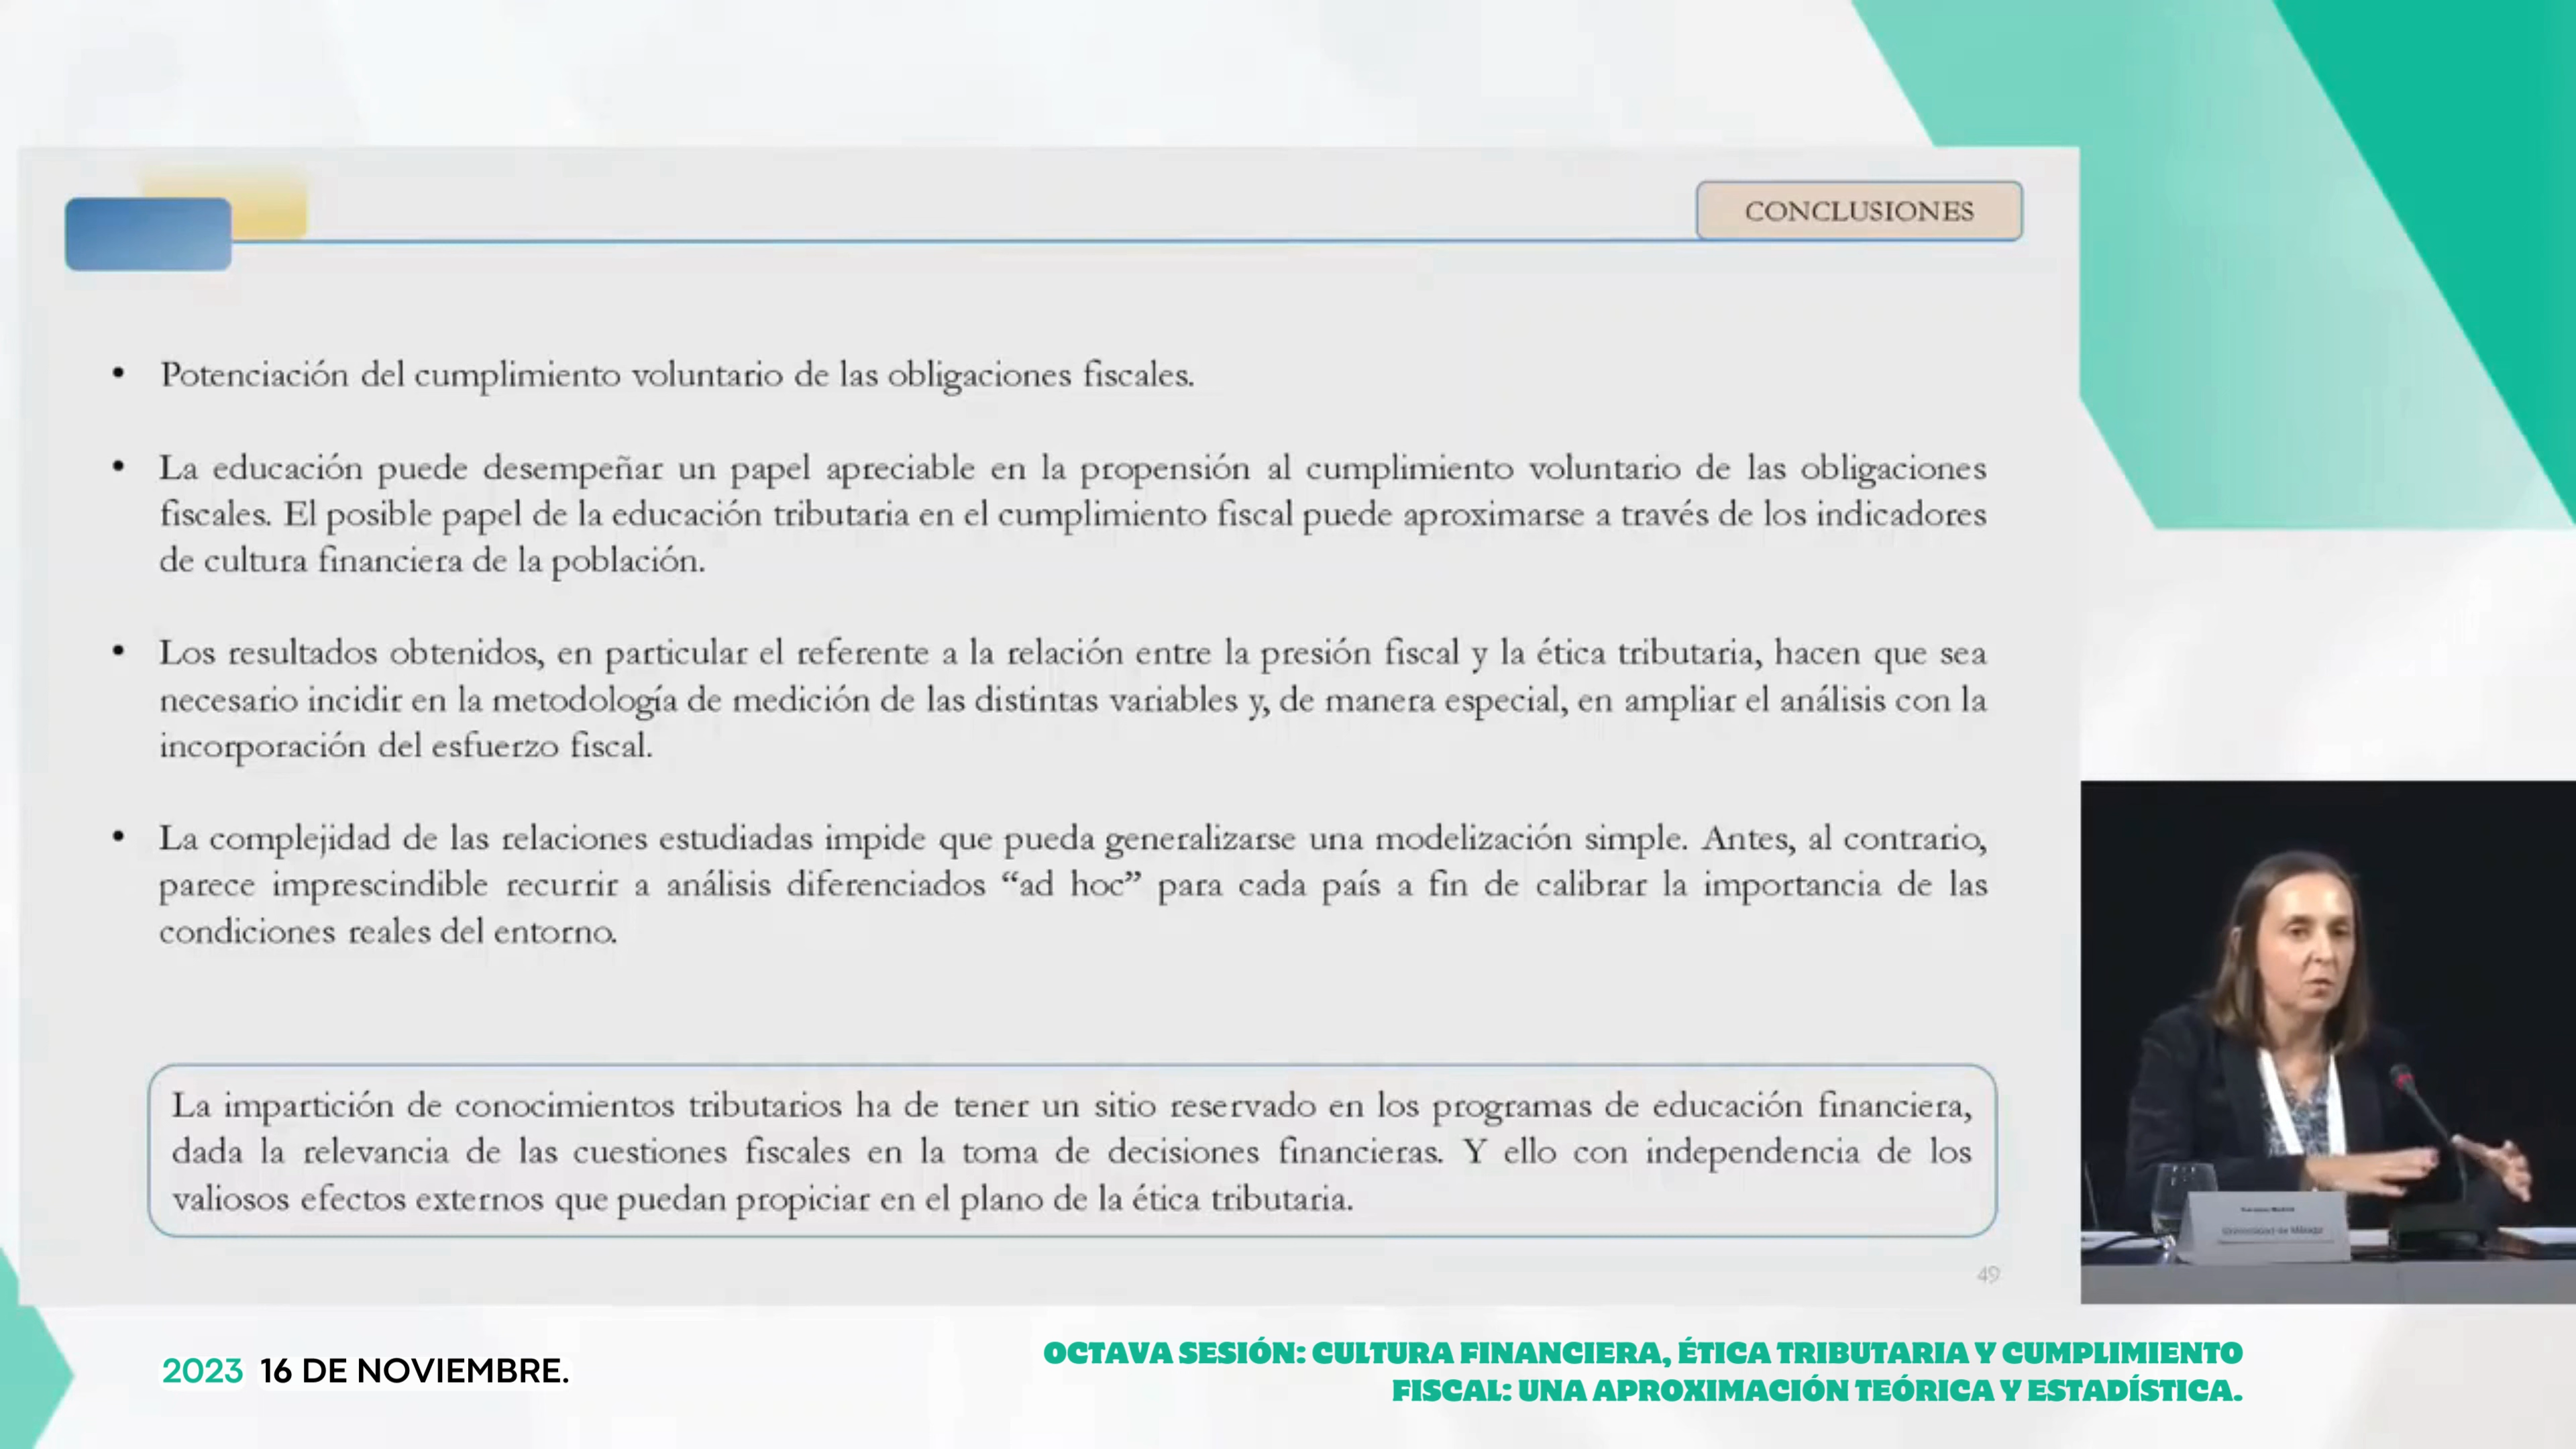 CONCLUSIONES
• Potenciación del cumplimiento voluntario de las obligaciones fiscales.
• La educación puede desempeñar un papel apreciable en la propensión al cumplimiento voluntario de las obligaciones
fiscales. El posible papel de la educación tributaria en el cumplimiento fiscal puede aproximarse a través de los indicadores
de cultura financiera de la población.
• Los resultados obtenidos, en particular el referente a la relación entre la presión fiscal y la ética tributaria, hacen que sea
necesario incidir en la metodología de medición de las distintas variables y, de manera especial, en ampliar el análisis con la
incorporación del esfuerzo fiscal.
• La complejidad de las relaciones estudiadas impide que pueda generalizarse una modelización simple. Antes, al contrario,
parece imprescindible recurrir a análisis diferenciados “ad hoc” para cada país a fin de calibrar la importancia de las
condiciones reales del entorno.
La impartición de conocimientos tributarios ha de tener un sitio reservado en los programas de educación financiera,
dada la relevancia de las cuestiones fiscales en la toma de decisiones financieras. Y ello con independencia de los
valiosos efectos externos que puedan propiciar en el plano de la ética tributaria.
49
Universidad de Málaga
2023 16 DE NOVIEMBRE.
OCTAVA SESIÓN: CULTURA FINANCIERA, ÉTICA TRIBUTARIA Y CUMPLIMIENTO
FISCAL: UNA APROXIMACIÓN TEÓRICA Y ESTADÍSTICA.